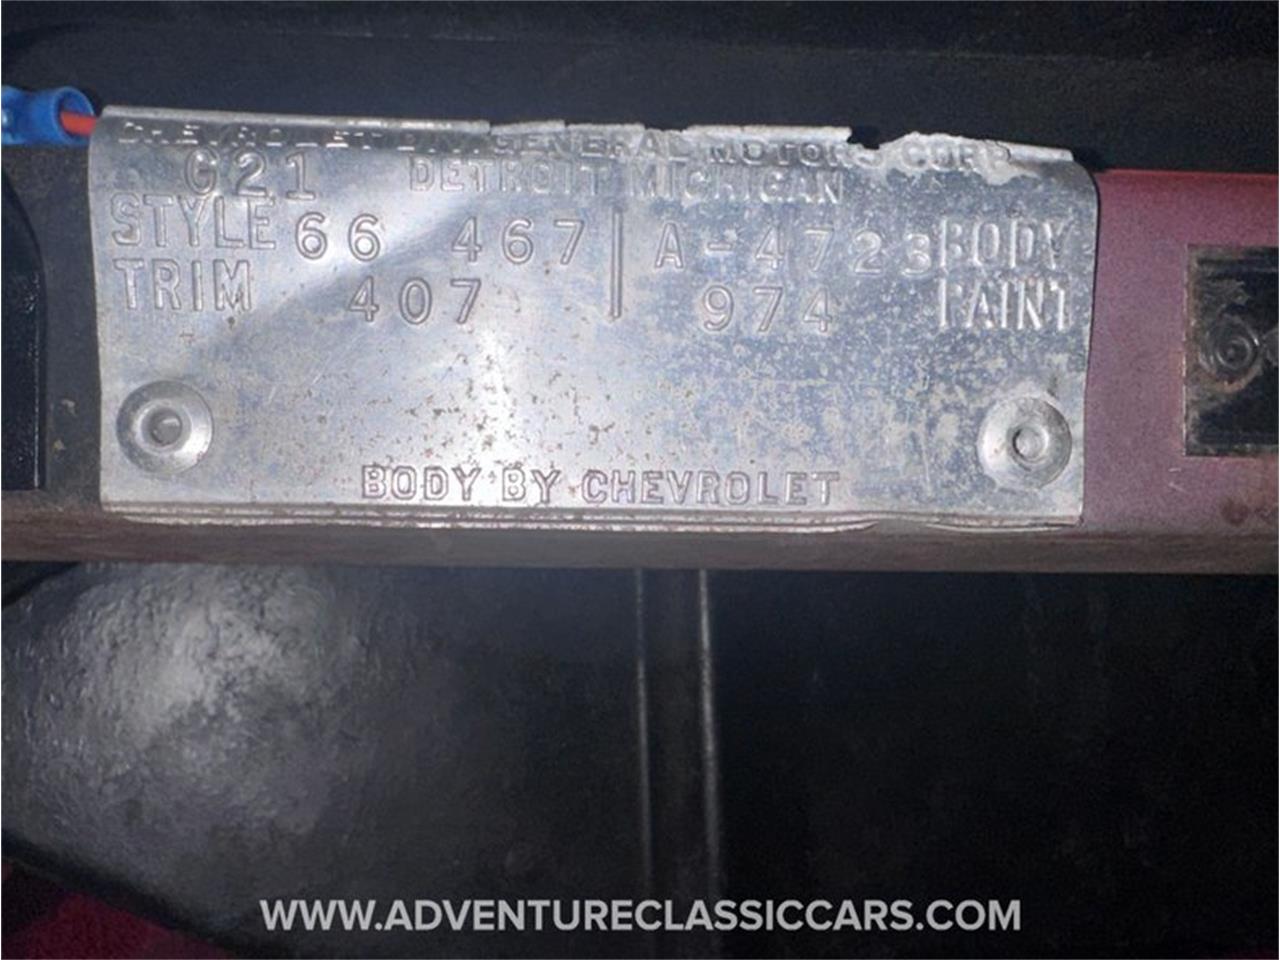 CHEVROLET DIV. GENERAL MOTORS CORP.
G21 DETROIT MICHIGAN
STYLE 66 467 A-4723 BODY
TRIM 407 974 PAINT
BODY BY CHEVROLET
WWW.ADVENTURECLASSICCARS.COM